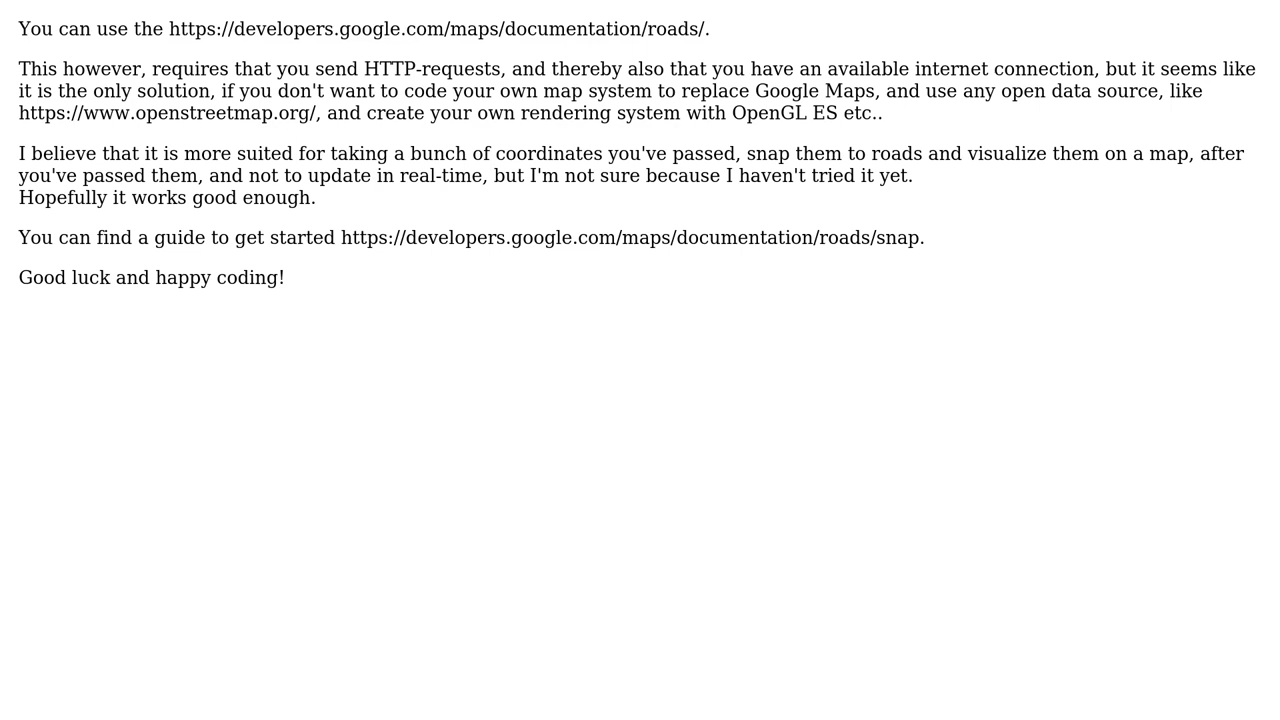 You can use the https://developers.google.com/maps/documentation/roads/.
This however, requires that you send HTTP-requests, and thereby also that you have an available internet connection, but it seems like
it is the only solution, if you don't want to code your own map system to replace Google Maps, and use any open data source, like
https://www.openstreetmap.org/, and create your own rendering system with OpenGL ES etc..
I believe that it is more suited for taking a bunch of coordinates you've passed, snap them to roads and visualize them on a map, after
you've passed them, and not to update in real-time, but I'm not sure because I haven't tried it yet.
Hopefully it works good enough.
You can find a guide to get started https://developers.google.com/maps/documentation/roads/snap.
Good luck and happy coding!